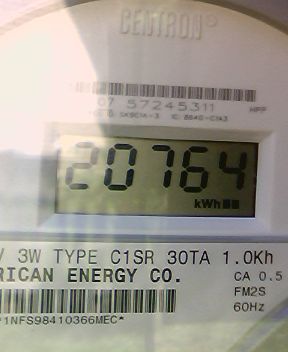 CENTRON®
07 57245311
20764
kWh
3W TYPE C1SR 30TA 1.0Kh
RICAN ENERGY CO.
CA 0.5
FM2S
60Hz
1NFS98410366MEC*